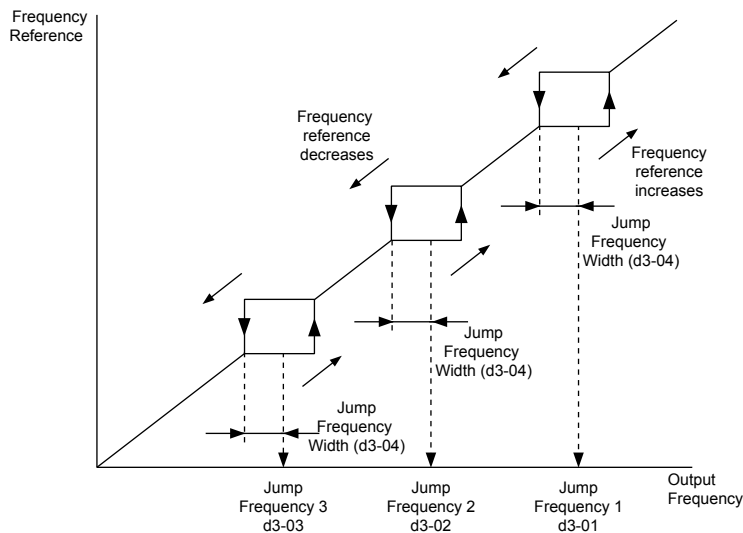 Frequency
Reference
Frequency
reference
decreases
Frequency
reference
increases
Jump
Frequency
Width (d3-04)
Jump
Frequency
Width (d3-04)
Jump
Frequency
Width (d3-04)
Output
Frequency
Jump
Frequency 3
d3-03
Jump
Frequency 2
d3-02
Jump
Frequency 1
d3-01